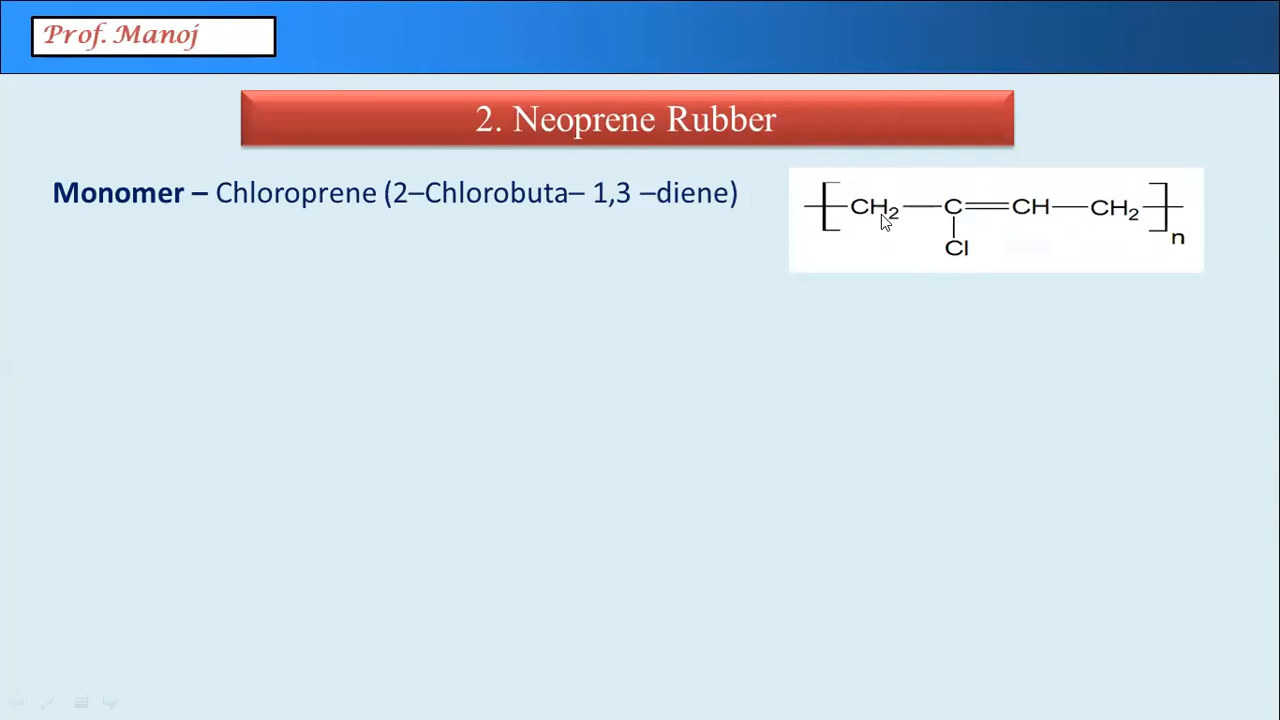 Prof. Manoj
2. Neoprene Rubber
Monomer – Chloroprene (2–Chlorobuta– 1,3 –diene)
CH2 C CH CH2
Cl
n